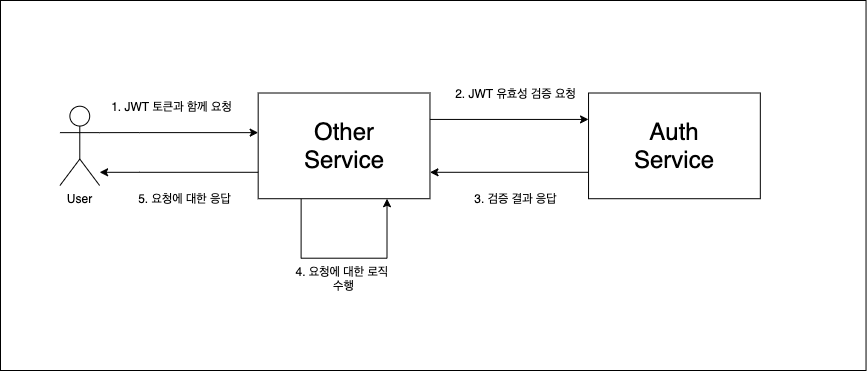 1. JWT 토큰과 함께 요청
2. JWT 유효성 검증 요청
Other
Service
Auth
Service
User
5. 요청에 대한 응답
3. 검증 결과 응답
4. 요청에 대한 로직
수행